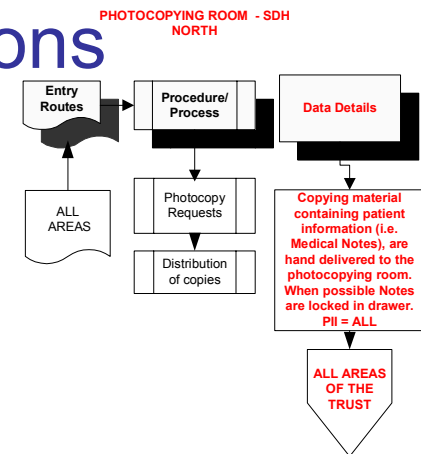 PHOTOCOPYING ROOM - SDH
NORTH
ons
Entry
Routes
Procedure/
Process
Data Details
ALL
AREAS
Photocopy
Requests
Distribution
of copies
Copying material
containing patient
information (i.e.
Medical Notes), are
hand delivered to the
photocopying room.
When possible Notes
are locked in drawer.
PII = ALL
ALL AREAS
OF THE
TRUST